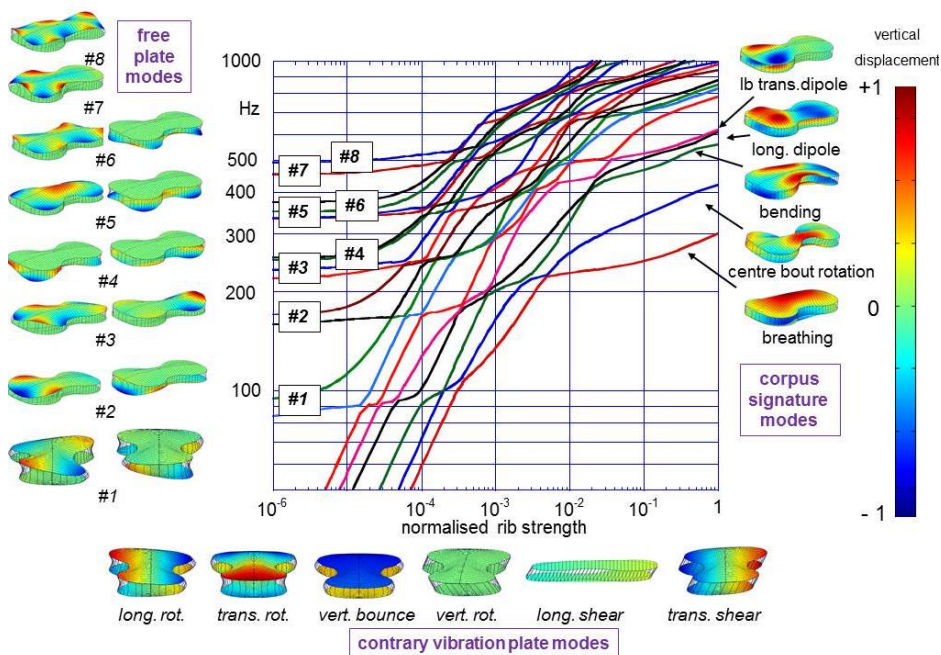 free
plate
modes
#8
#7
#6
#5
#4
#3
#2
#1
1000
Hz
500
400
300
200
100
#8
#7
#6
#5
#4
#3
#2
#1
10-6
10-4
10-3
10-2
10-1
1
normalised rib strength
lb trans.dipole
long. dipole
bending
centre bout rotation
breathing
corpus
signature
modes
vertical
displacement
+1
0
- 1
long. rot.
trans. rot.
vert. bounce
vert. rot.
long. shear
trans. shear
contrary vibration plate modes